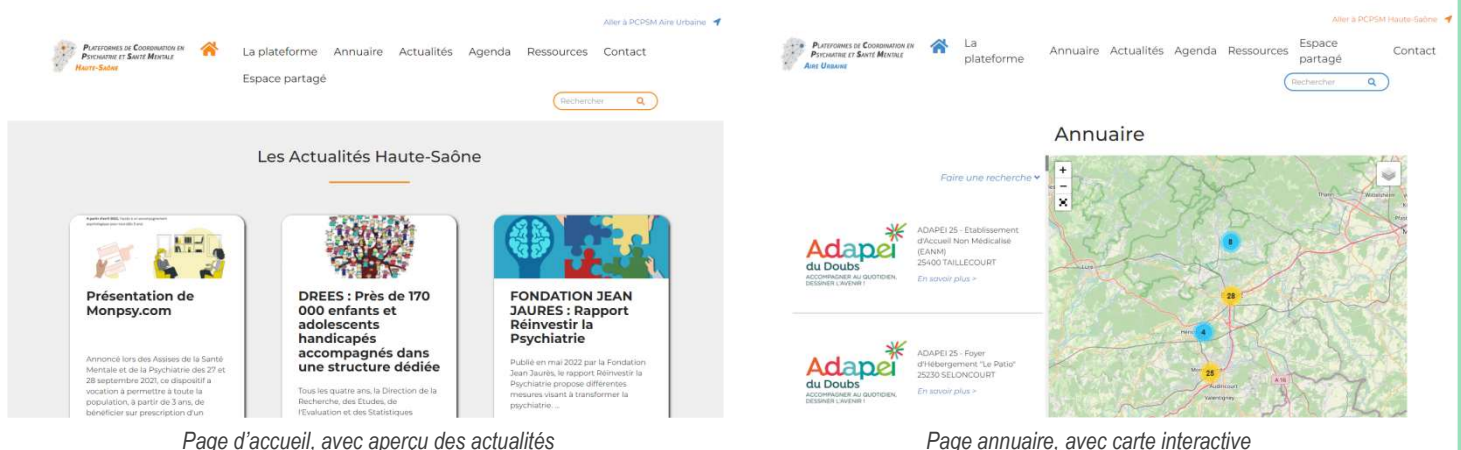 Aller à PCPSM Aire Urbaine
PLATEFORMES DE COORDINATION EN
PSYCHIATRIE ET SANTÉ MENTALE
HAUTE-SAÔNE
La plateforme Annuaire Actualités Agenda Ressources Contact
Espace partagé
Rechercher
Les Actualités Haute-Saône
Présentation de
Monpsy.com
Annoncé lors des Assises de la Santé
Mentale et de la Psychiatrie des 27 et
28 septembre 2021, ce dispositif a
vocation à permettre à toute la
population, à partir de 3 ans, de
bénéficier sur prescription d'un
DREES : Près de 170
000 enfants et
adolescents
handicapés
accompagnés dans
une structure dédiée
Tous les quatre ans, la Direction de la
Recherche, des Etudes, de
l'Evaluation et des Statistiques
FONDATION JEAN
JAURES : Rapport
Réinvestir la
Psychiatrie
Publié en mai 2022 par la Fondation
Jean Jaurès, le rapport Réinvestir la
Psychiatrie propose différentes
mesures visant à transformer la
psychiatrie. ...
Page d'accueil, avec aperçu des actualités
Aller à PCPSM Haute-Saône
PLATEFORMES DE COORDINATION EN
PSYCHIATRIE ET SANTÉ MENTALE
AIRE URBAINE
La
plateforme
Annuaire Actualités Agenda Ressources
Espace
partagé
Contact
Rechercher
Annuaire
Faire une recherche
Adapei
du Doubs
ACCOMPAGNER AU QUOTIDIEN,
DESSINER L'AVENIR !
ADAPEI 25 - Etablissement
d'Accueil Non Médicalisé
(EANM)
25400 TAILLECOURT
En savoir plus >
Adapei
du Doubs
ACCOMPAGNER AU QUOTIDIEN,
DESSINER L'AVENIR !
ADAPEI 25 - Foyer
d'Hébergement "Le Patio"
25230 SELONCOURT
En savoir plus >
+
−
Thann
8
28
4
25
Audincourt
Valentigney
A 16
Page annuaire, avec carte interactive